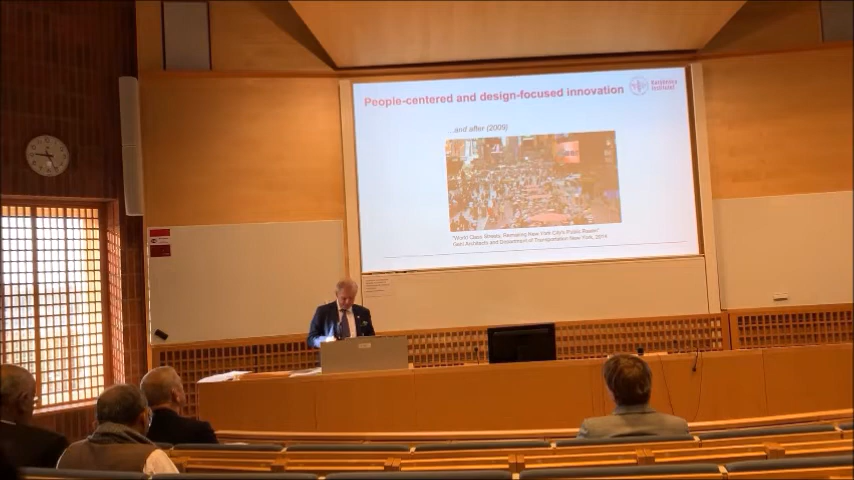 People-centered and design-focused innovation
Karolinska
Institutet
...and after (2009)
"World Class Streets: Remaking New York City's Public Realm"
Gehl Architects and Department of Transportation New York, 2014